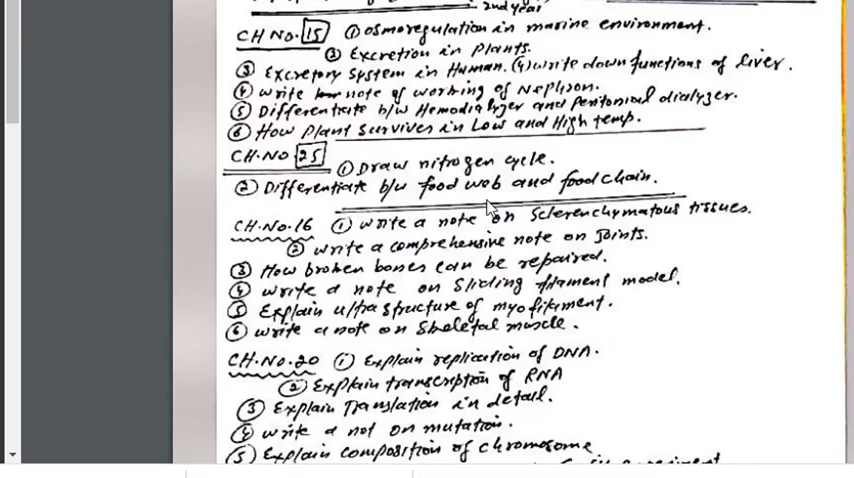 2nd year
CH NO. 15 ① Osmoregulation in marine environment.
② Excretion in Plants.
③ Excretory System in Human. (4) write down functions of liver.
④ write note of working of Nephron.
⑤ Differentiate b/w Hemodialyzer and Peritonial dialyzer.
⑥ How Plant Survives in Low and High temp.
CH.NO 25 ① Draw nitrogen cycle.
② Differentiate b/w food web and food chain.
CH.No.16 ① write a note on Sclerenchymatous tissues.
② write a comprehensive note on Joints.
③ How broken bones can be repaired.
④ write a note on Sliding filament model.
⑤ Explain ultrastructure of myofilament.
⑥ write a note on Skeletal muscle.
CH.No.20 ① Explain replication of DNA.
② Explain transcription of RNA
③ Explain Translation in detail.
④ write a not on mutation.
⑤ Explain composition of chromosome.